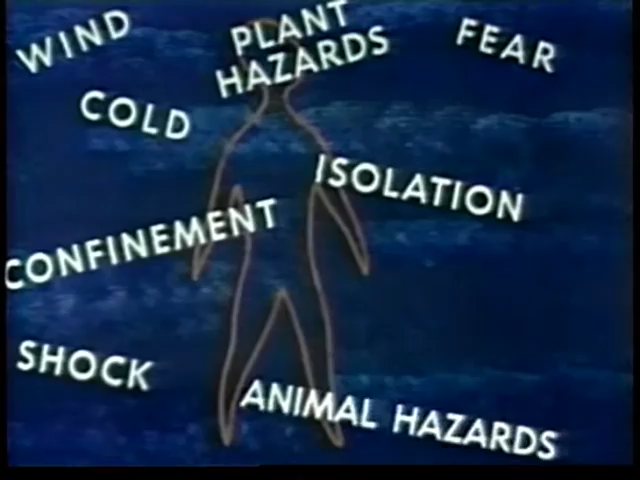 WIND
PLANT
HAZARDS
FEAR
COLD
ISOLATION
CONFINEMENT
SHOCK
ANIMAL HAZARDS